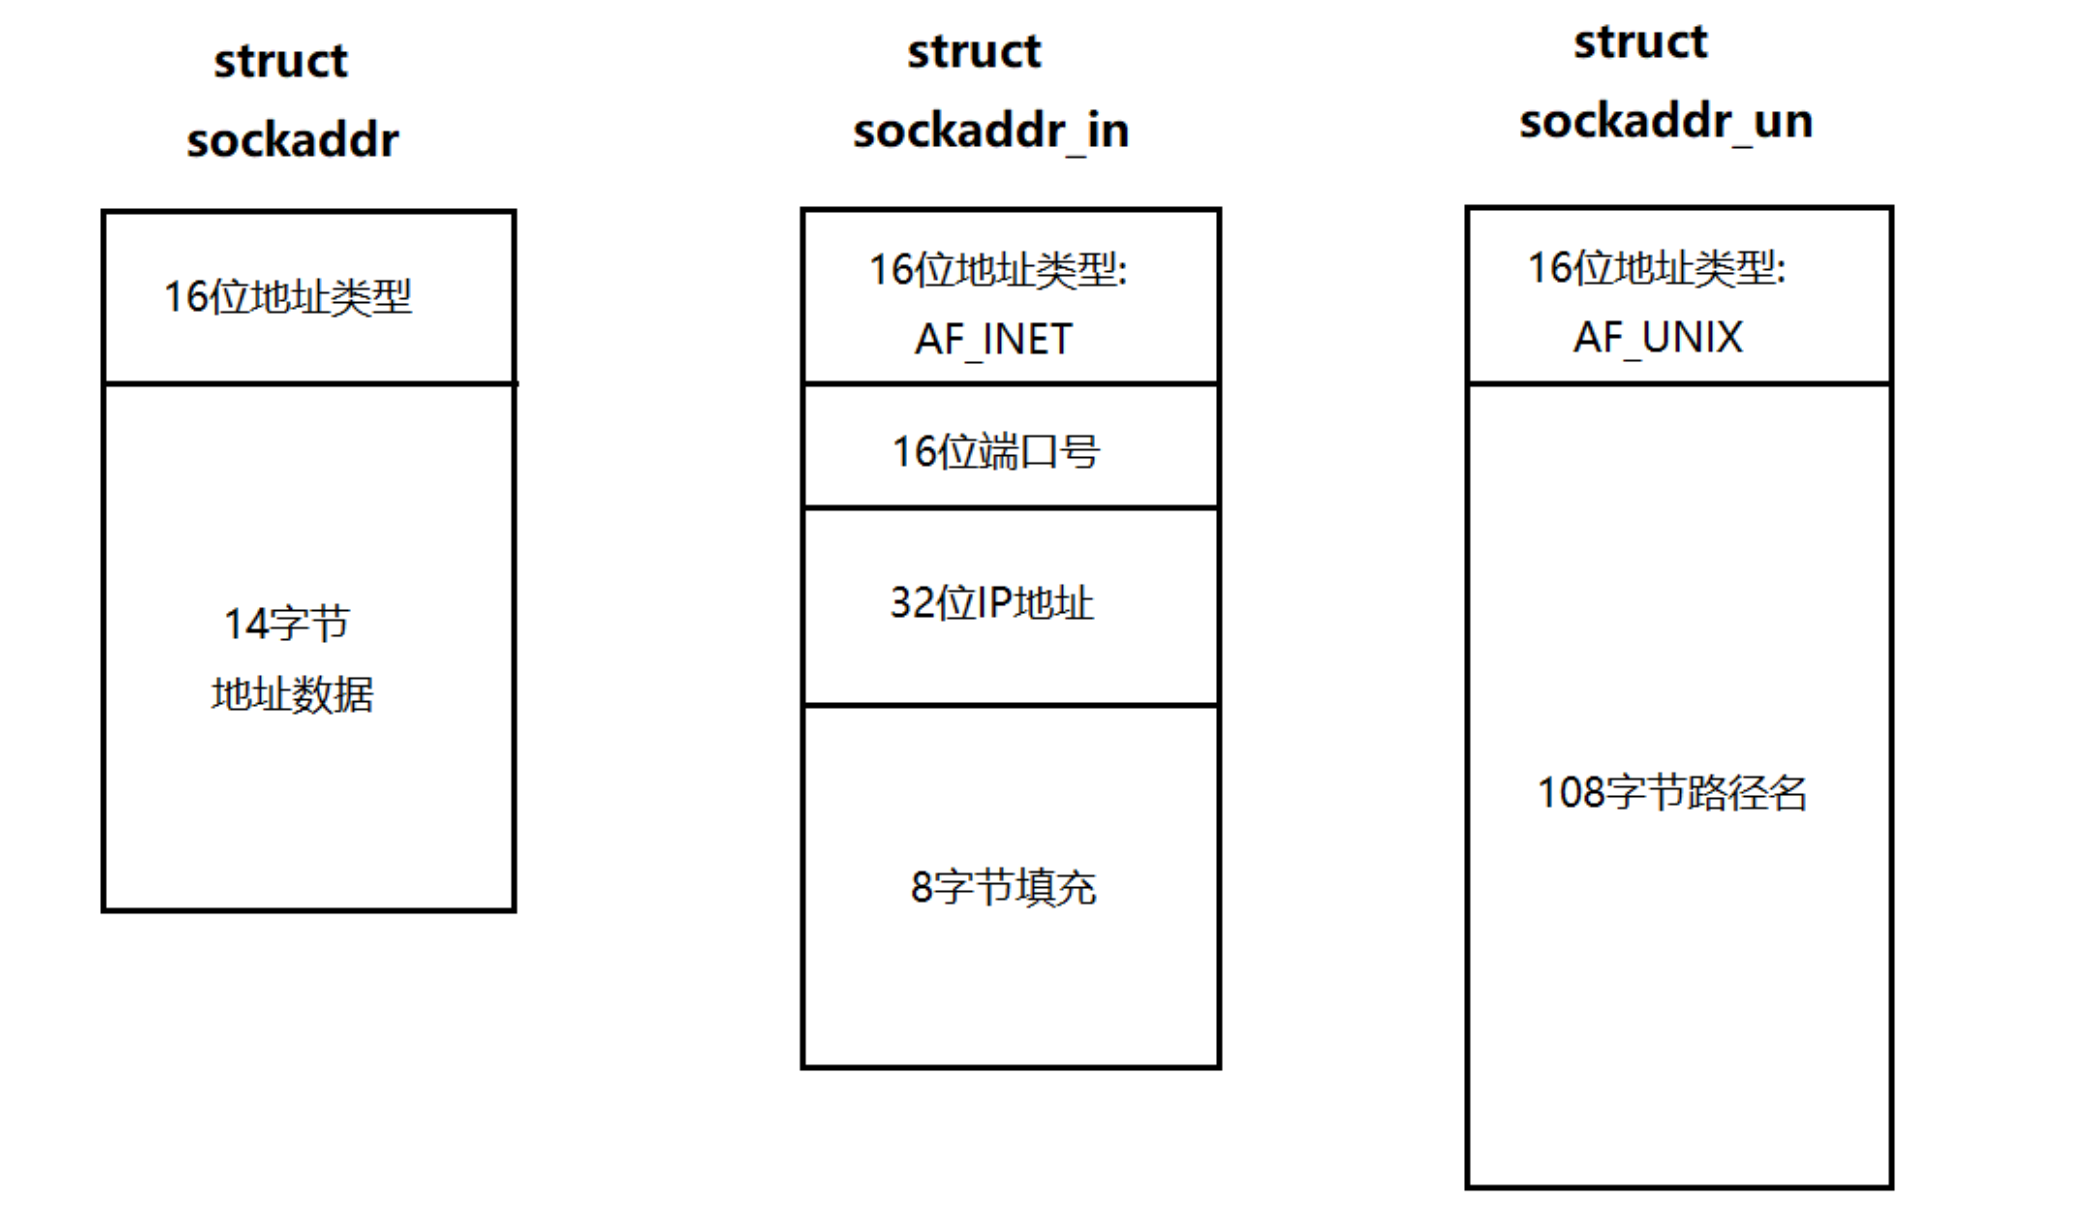 struct
sockaddr
16位地址类型
14字节
地址数据
struct
sockaddr_in
16位地址类型:
AF_INET
16位端口号
32位IP地址
8字节填充
struct
sockaddr_un
16位地址类型:
AF_UNIX
108字节路径名